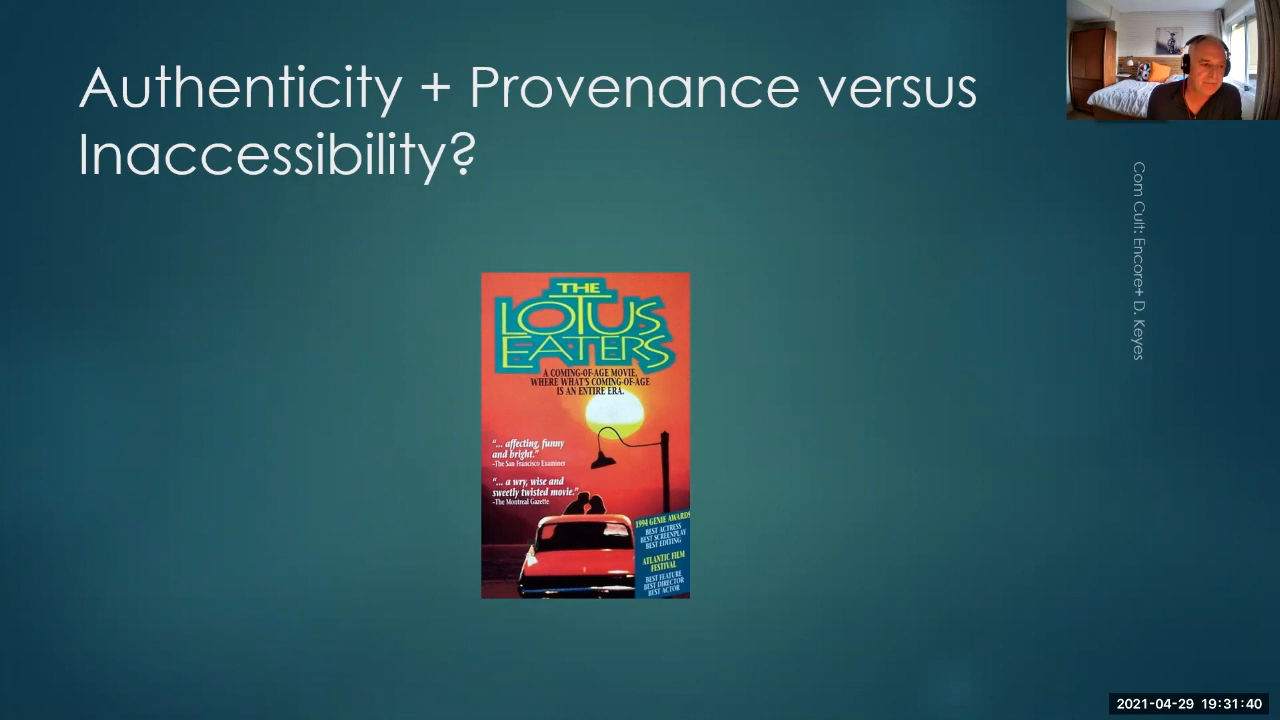 Authenticity + Provenance versus
Inaccessibility?
Com Cult: Encore+ D. Keyes
THE
LOTUS
EATERS
A COMING-OF-AGE MOVIE,
WHERE WHAT'S COMING-OF-AGE
IS AN ENTIRE ERA.
"... affecting, funny
and bright."
-The San Francisco Examiner
"... a wry, wise and
sweetly twisted movie."
-The Montreal Gazette
1994 GENIE AWARDS
BEST ACTRESS
BEST SCREENPLAY
BEST EDITING
ATLANTIC FILM
FESTIVAL
BEST FEATURE
BEST DIRECTOR
BEST ACTOR
2021-04-29 19:31:40